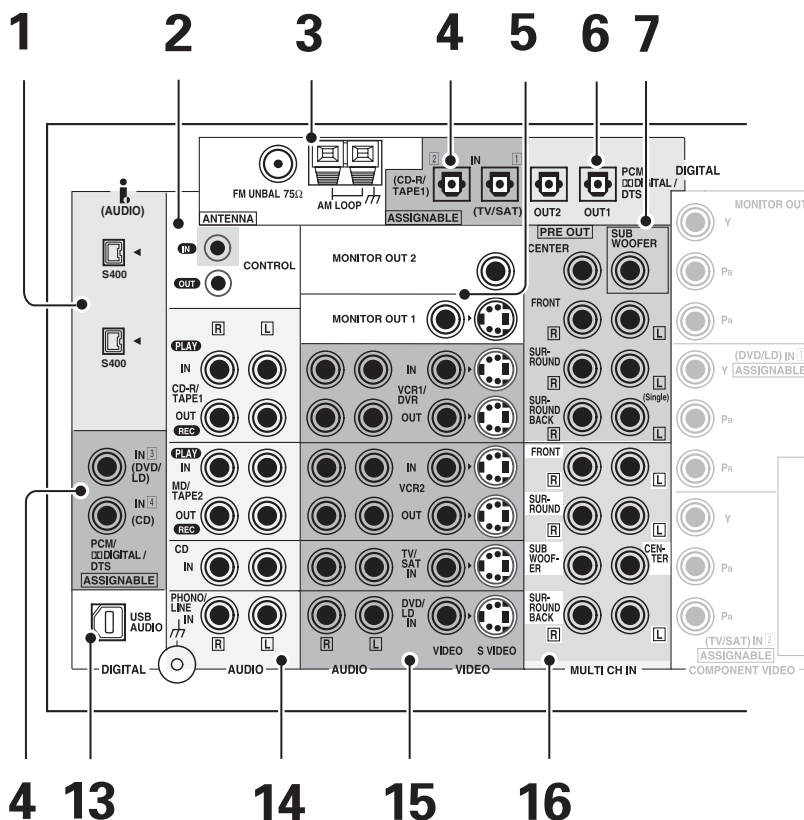 1 2 3 4 5 6 7
i
(AUDIO)
S400
S400
FM UNBAL 75Ω
AM LOOP
ANTENNA
2 IN 1
(CD-R/
TAPE1)
(TV/SAT)
ASSIGNABLE
OUT2
OUT1
PCM/
DIGITAL /
DTS
DIGITAL
IN
OUT
CONTROL
MONITOR OUT 2
MONITOR OUT 1
PRE OUT
CENTER
SUB
WOOFER
FRONT
R
L
SUR-
ROUND
R
L
SUR-
ROUND
BACK
R
(Single)
L
R L
PLAY
IN
CD-R/
TAPE1
OUT
REC
IN
VCR1/
DVR
OUT
PLAY
IN
MD/
TAPE2
OUT
REC
IN
VCR2
OUT
CD
IN
TV/
SAT
IN
PHONO/
LINE
IN
R L
DVD/
LD
IN
R L
VIDEO
S VIDEO
FRONT
R
L
SUR-
ROUND
R
L
SUB
WOOF-
ER
CEN-
TER
SUR-
ROUND
BACK
R
L
IN 3
(DVD/
LD)
IN 4
(CD)
PCM/
DIGITAL /
DTS
ASSIGNABLE
USB
AUDIO
DIGITAL
AUDIO
AUDIO
VIDEO
MULTI CH IN
MONITOR OUT
Y
PB
PR
(DVD/LD) IN 1
Y ASSIGNABLE
PB
PR
Y
PB
PR
(TV/SAT) IN 2
ASSIGNABLE
COMPONENT VIDEO
4 13 14 15 16